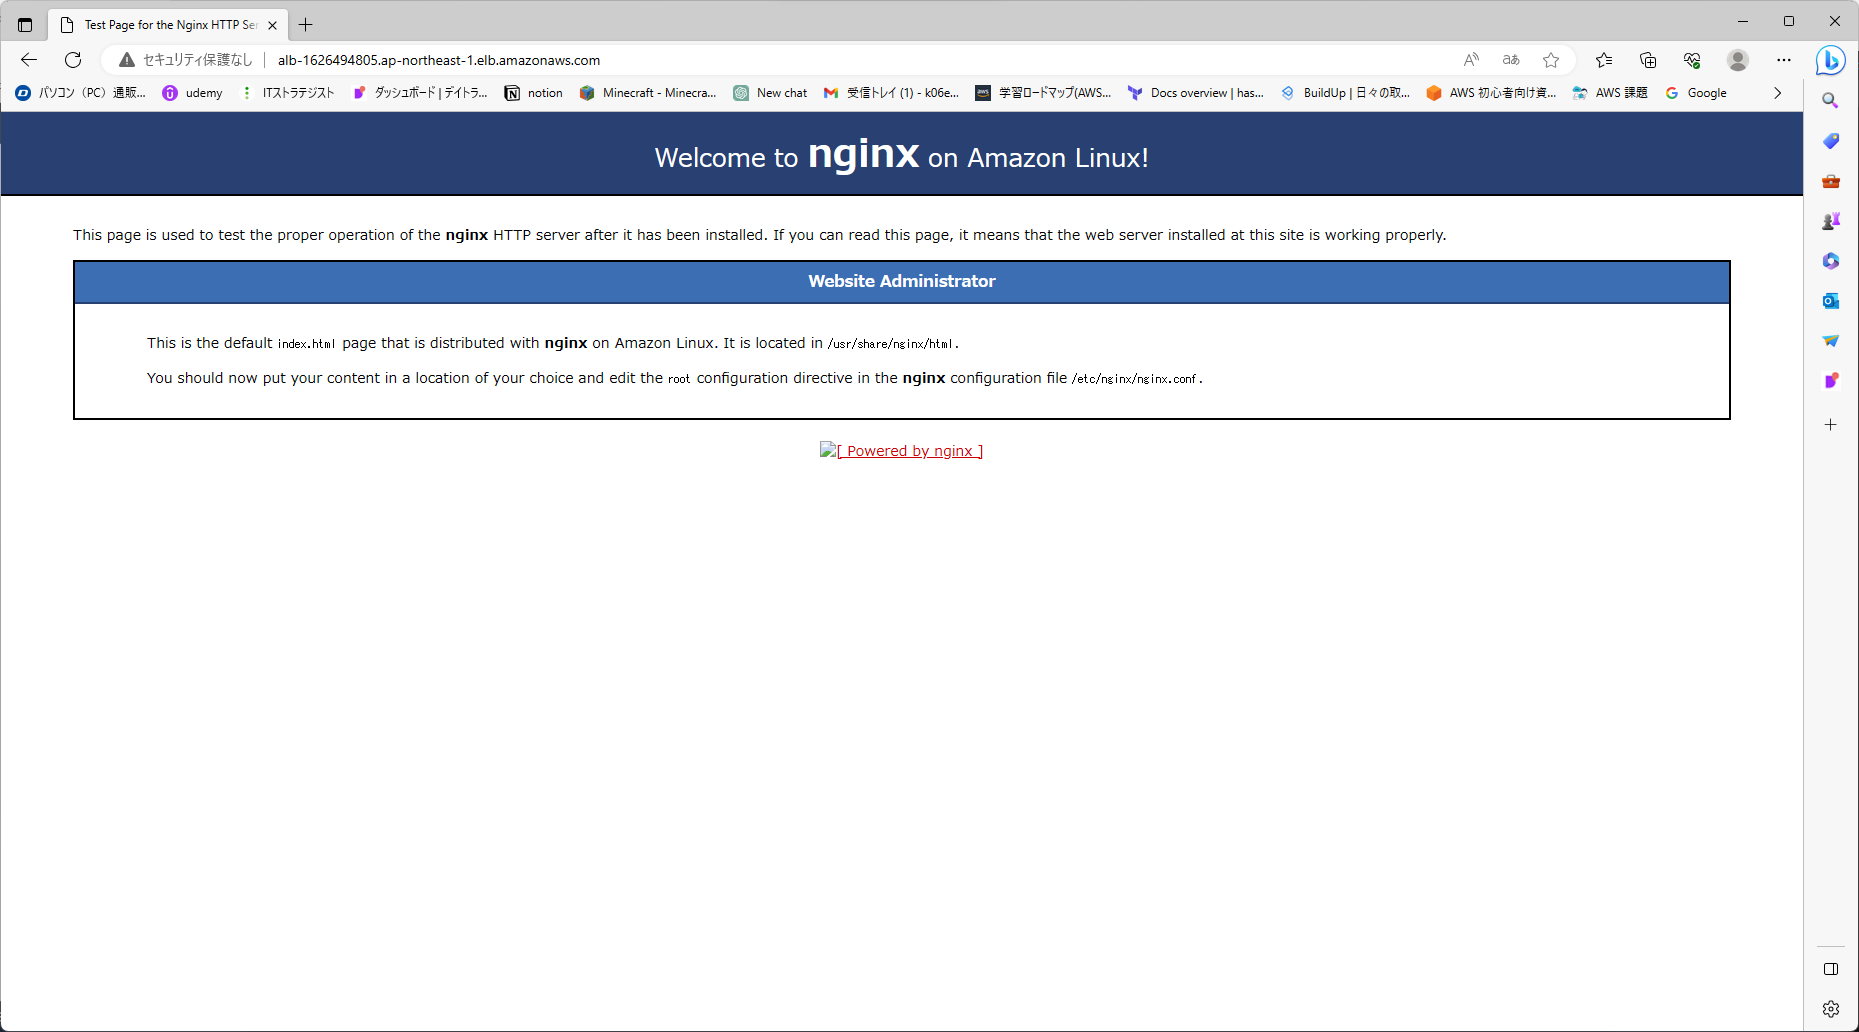 Test Page for the Nginx HTTP Ser
セキュリティ保護なし alb-1626494805.ap-northeast-1.elb.amazonaws.com
パソコン（PC）通販... udemy ITストラテジスト ダッシュボード | デイトラ... notion Minecraft - Minecra... New chat 受信トレイ (1) - k06e... 学習ロードマップ(AWS... Docs overview | has... BuildUp | 日々の取... AWS 初心者向け資... AWS 課題 Google
Welcome to nginx on Amazon Linux!
This page is used to test the proper operation of the nginx HTTP server after it has been installed. If you can read this page, it means that the web server installed at this site is working properly.
Website Administrator
This is the default index.html page that is distributed with nginx on Amazon Linux. It is located in /usr/share/nginx/html.
You should now put your content in a location of your choice and edit the root configuration directive in the nginx configuration file /etc/nginx/nginx.conf.
[ Powered by nginx ]